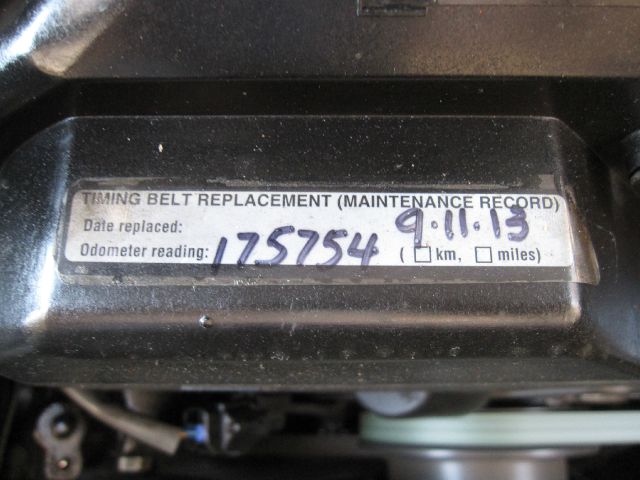 TIMING BELT REPLACEMENT (MAINTENANCE RECORD)
Date replaced: 9.11.13
Odometer reading: 175754 ( km, miles)